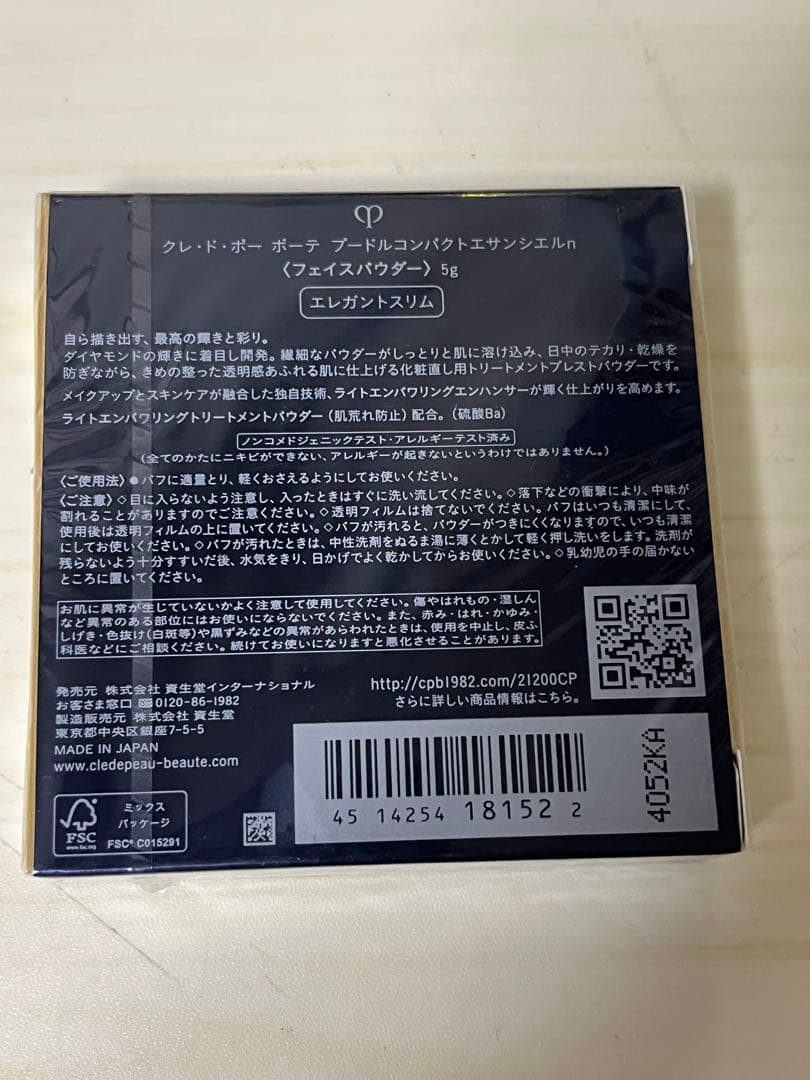 クレ・ド・ポー ボーテ プードルコンパクトエサンシエルn
〈フェイスパウダー〉5g
エレガントスリム
自ら描き出す、最高の輝きと彩り。
ダイヤモンドの輝きに着目し開発。繊細なパウダーがしっとりと肌に溶け込み、日中のテカリ・乾燥を
防ぎながら、きめの整った透明感あふれる肌に仕上げる化粧直し用トリートメントプレストパウダーです。
メイクアップとスキンケアが融合した独自技術、ライトエンパワリングエンハンサーが輝く仕上がりを高めます。
ライトエンパワリングトリートメントパウダー(肌荒れ防止)配合。(硫酸Ba)
ノンコメドジェニックテスト・アレルギーテスト済み
(全てのかたにニキビができない、アレルギーが起きないというわけではありません。)
〈ご使用法〉●パフに適量とり、軽くおさえるようにしてお使いください。
〈ご注意〉◇目に入らないよう注意し、入ったときはすぐに洗い流してください。◇落下などの衝撃により、中味が
割れることがありますのでご注意ください。◇透明フィルムは捨てないでください。パフはいつも清潔にして、
使用後は透明フィルムの上に置いてください。◇パフが汚れると、パウダーがつきにくくなりますので、いつも清潔
にしてお使いください。◇パフが汚れたときは、中性洗剤をぬるま湯に薄くとかして軽く押し洗いをします。洗剤が
残らないよう十分すすいだ後、水気をきり、日かげでよく乾かしてからお使いください。◇乳幼児の手の届かない
ところに置いてください。
お肌に異常が生じていないかよく注意して使用してください。傷やはれもの・湿しん
など異常のある部位にはお使いにならないでください。また、赤み・はれ・かゆみ・
しげき・色抜け(白斑等)や黒ずみなどの異常があらわれたときは、使用を中止し、皮ふ
科医などにご相談ください。続けてお使いになりますと悪化させることがあります。
発売元 株式会社 資生堂インターナショナル
お客さま窓口 0120-86-1982
製造販売元 株式会社 資生堂
東京都中央区銀座7-5-5
MADE IN JAPAN
www.cledepeau-beaute.com
http://cpb1982.com/21200CP
さらに詳しい商品情報はこちら。
4 514254 181522
4052KA
FSC
www.fsc.org
ミックス
パッケージ
FSC® C015291